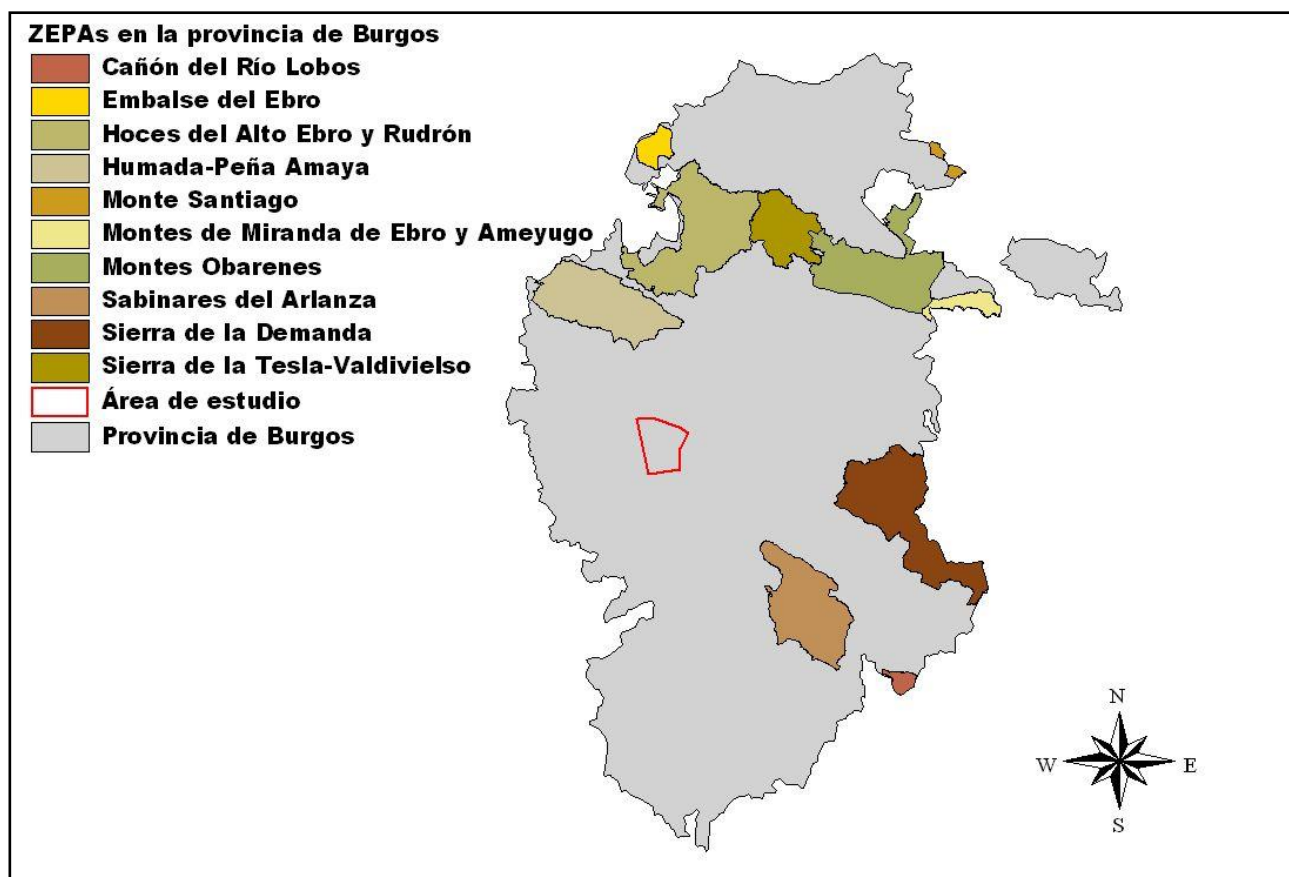 ZEPAs en la provincia de Burgos
Cañón del Río Lobos
Embalse del Ebro
Hoces del Alto Ebro y Rudrón
Humada-Peña Amaya
Monte Santiago
Montes de Miranda de Ebro y Ameyugo
Montes Obarenes
Sabinares del Arlanza
Sierra de la Demanda
Sierra de la Tesla-Valdivielso
Área de estudio
Provincia de Burgos
N
W E
S